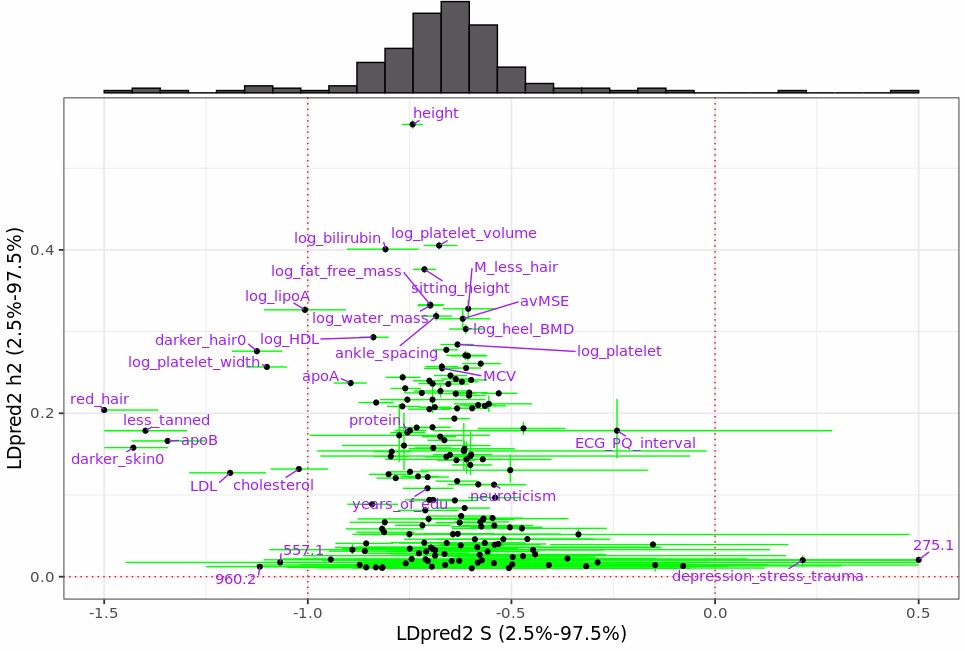 height
log_bilirubin
log_platelet_volume
log_fat_free_mass
M_less_hair
sitting_height
log_lipoA
avMSE
log_water_mass
log_heel_BMD
darker_hair0
log_HDL
ankle_spacing
log_platelet
log_platelet_width
apoA
MCV
red_hair
less_tanned
protein
apoB
ECG_PQ_interval
darker_skin0
LDL
cholesterol
years_of_edu
neuroticism
557.1
275.1
960.2
depression_stress_trauma
0.4
0.2
0.0
-1.5
-1.0
-0.5
0.0
0.5
LDpred2 S (2.5%-97.5%)
LDpred2 h2 (2.5%-97.5%)